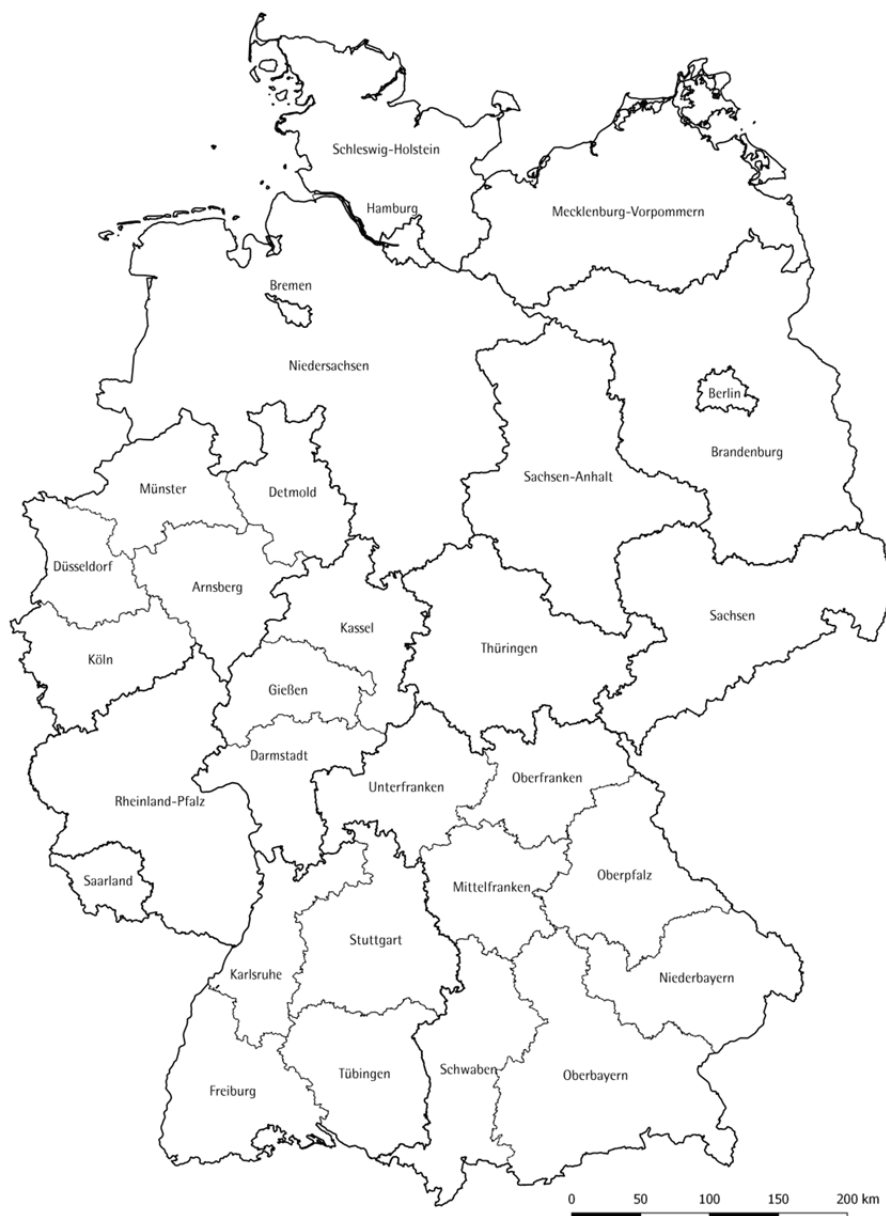 Schleswig-Holstein
Hamburg
Mecklenburg-Vorpommern
Bremen
Niedersachsen
Berlin
Brandenburg
Sachsen-Anhalt
Münster
Detmold
Düsseldorf
Arnsberg
Sachsen
Kassel
Thüringen
Köln
Gießen
Darmstadt
Oberfranken
Unterfranken
Rheinland-Pfalz
Oberpfalz
Saarland
Mittelfranken
Stuttgart
Karlsruhe
Niederbayern
Schwaben
Tübingen
Oberbayern
Freiburg
0 50 100 150 200 km